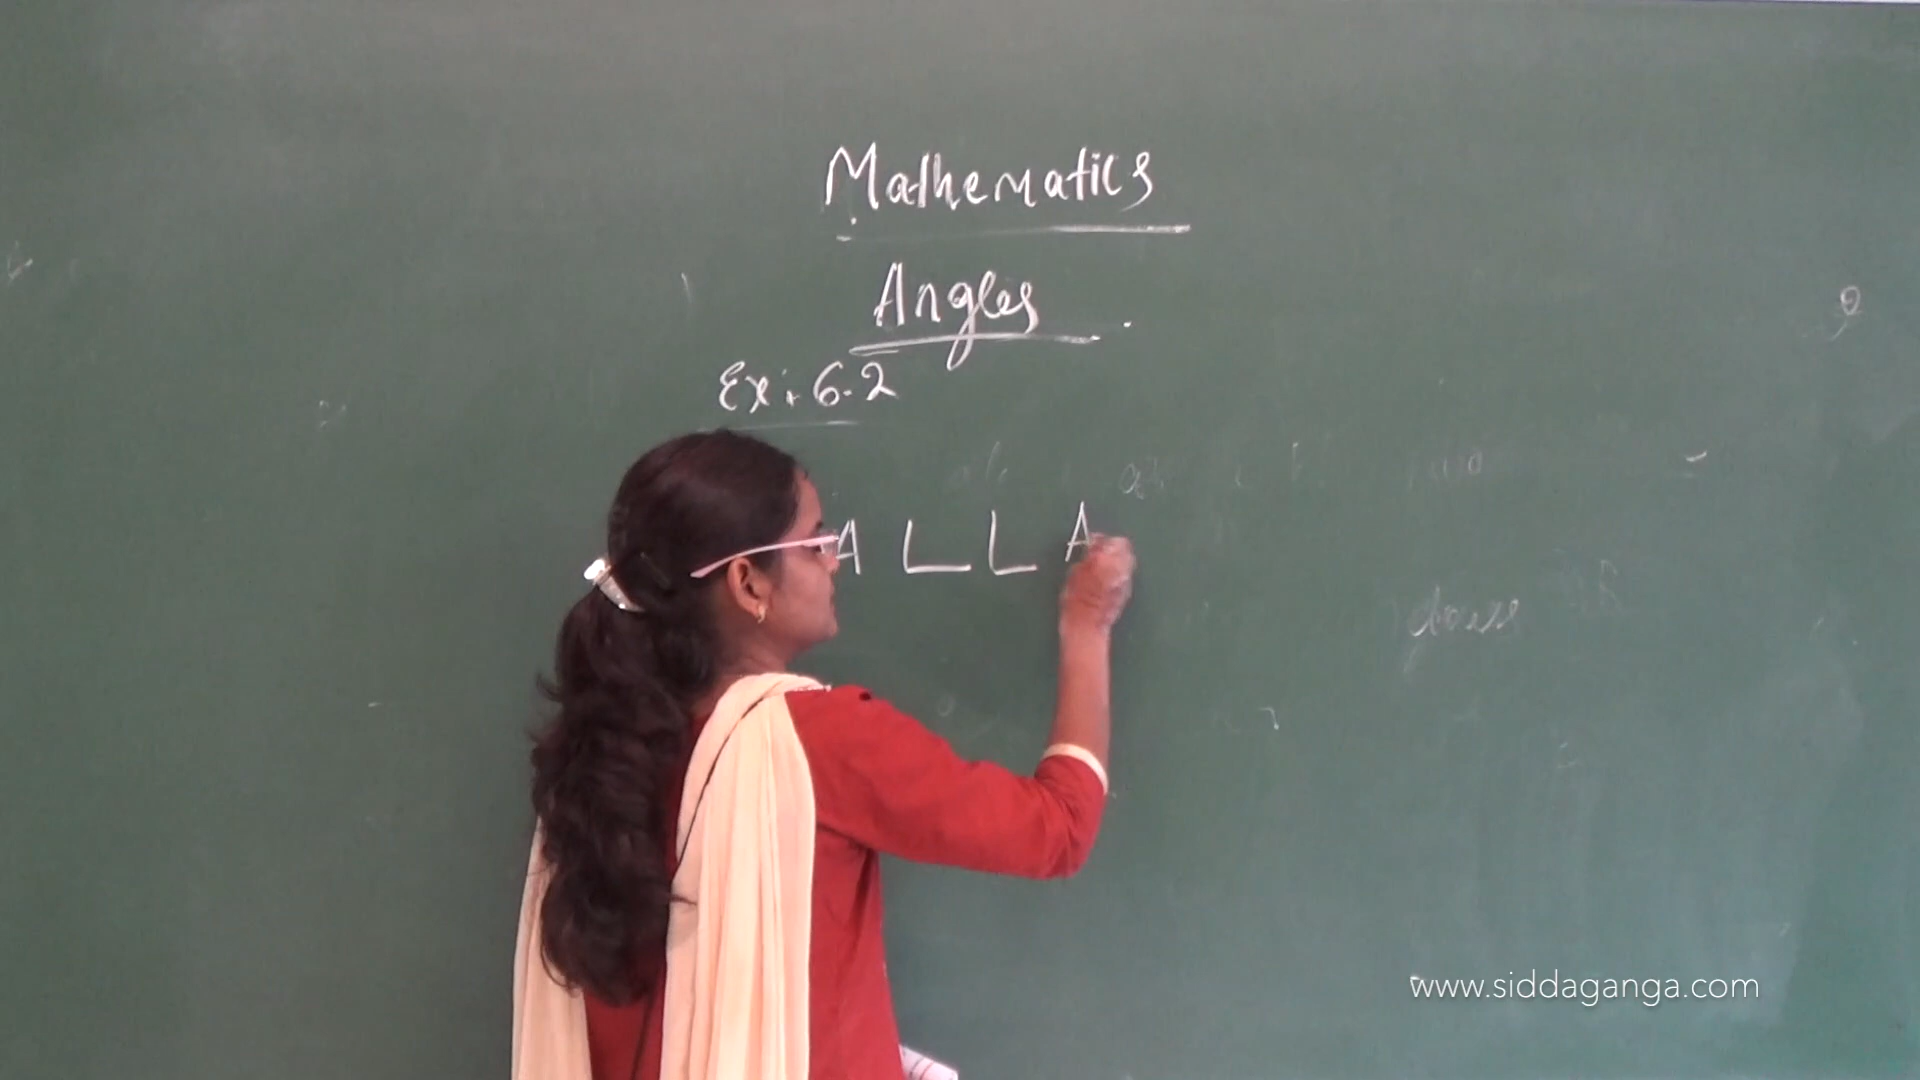 Mathematics
Angles
Ex: 6.2
A L L A
www.siddaganga.com